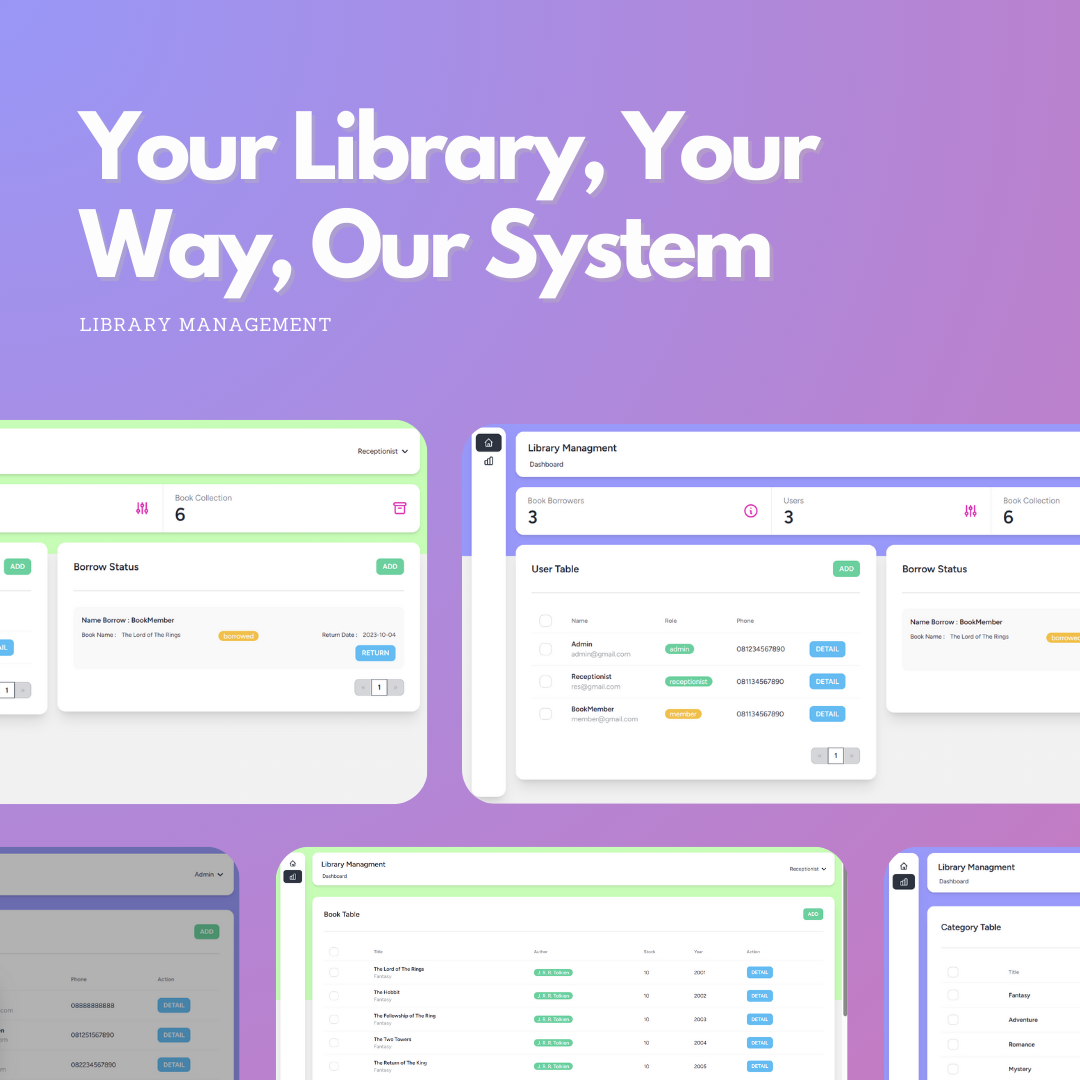 Your Library, Your
Way, Our System
LIBRARY MANAGEMENT
Receptionist
Book Collection
6
ADD
Borrow Status
ADD
Name Borrow : BookMember
Book Name : The Lord of The Rings
borrowed
Return Date : 2023-10-04
RETURN
« 1 »
1 »
Library Managment
Dashboard
Book Borrowers
3
Users
3
Book Collection
6
User Table
ADD
Name Role Phone
Admin
admin@gmail.com
admin
081234567890
DETAIL
Receptionist
res@gmail.com
receptionist
081134567890
DETAIL
BookMember
member@gmail.com
member
081134567890
DETAIL
« 1 »
Borrow Status
Name Borrow : BookMember
Book Name : The Lord of The Rings
borrowed
Admin
ADD
Phone Action
08888888888 DETAIL
081251567890 DETAIL
082234567890 DETAIL
Library Managment
Dashboard
Receptionist
Book Table
ADD
Title Author Stock Year Action
The Lord of The Rings
Fantasy
J. R. R. Tolkien 10 2001 DETAIL
The Hobbit
Fantasy
J. R. R. Tolkien 10 2002 DETAIL
The Fellowship of The Ring
Fantasy
J. R. R. Tolkien 10 2003 DETAIL
The Two Towers
Fantasy
J. R. R. Tolkien 10 2004 DETAIL
The Return of The King
Fantasy
J. R. R. Tolkien 10 2005 DETAIL
Library Managment
Dashboard
Category Table
Title
Fantasy
Adventure
Romance
Mystery